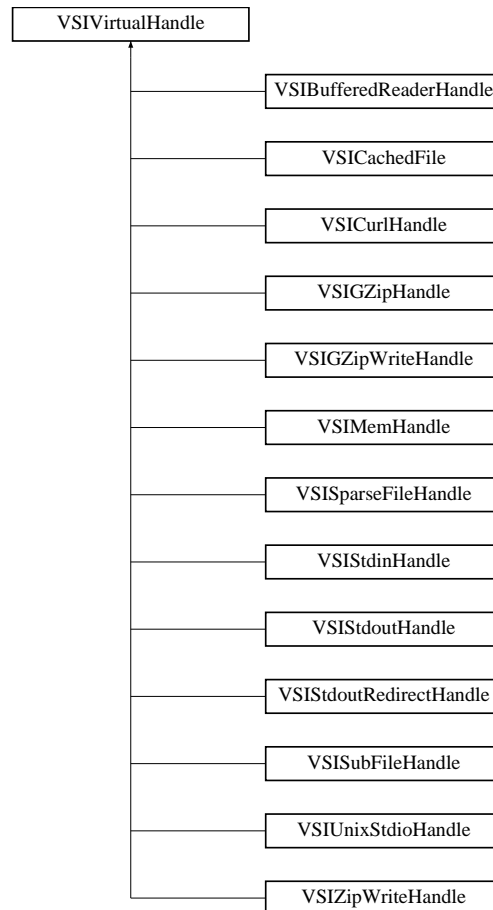 VSIVirtualHandle
VSIBufferedReaderHandle
VSICachedFile
VSICurlHandle
VSIGZipHandle
VSIGZipWriteHandle
VSIMemHandle
VSISparseFileHandle
VSIStdinHandle
VSIStdoutHandle
VSIStdoutRedirectHandle
VSISubFileHandle
VSIUnixStdioHandle
VSIZipWriteHandle